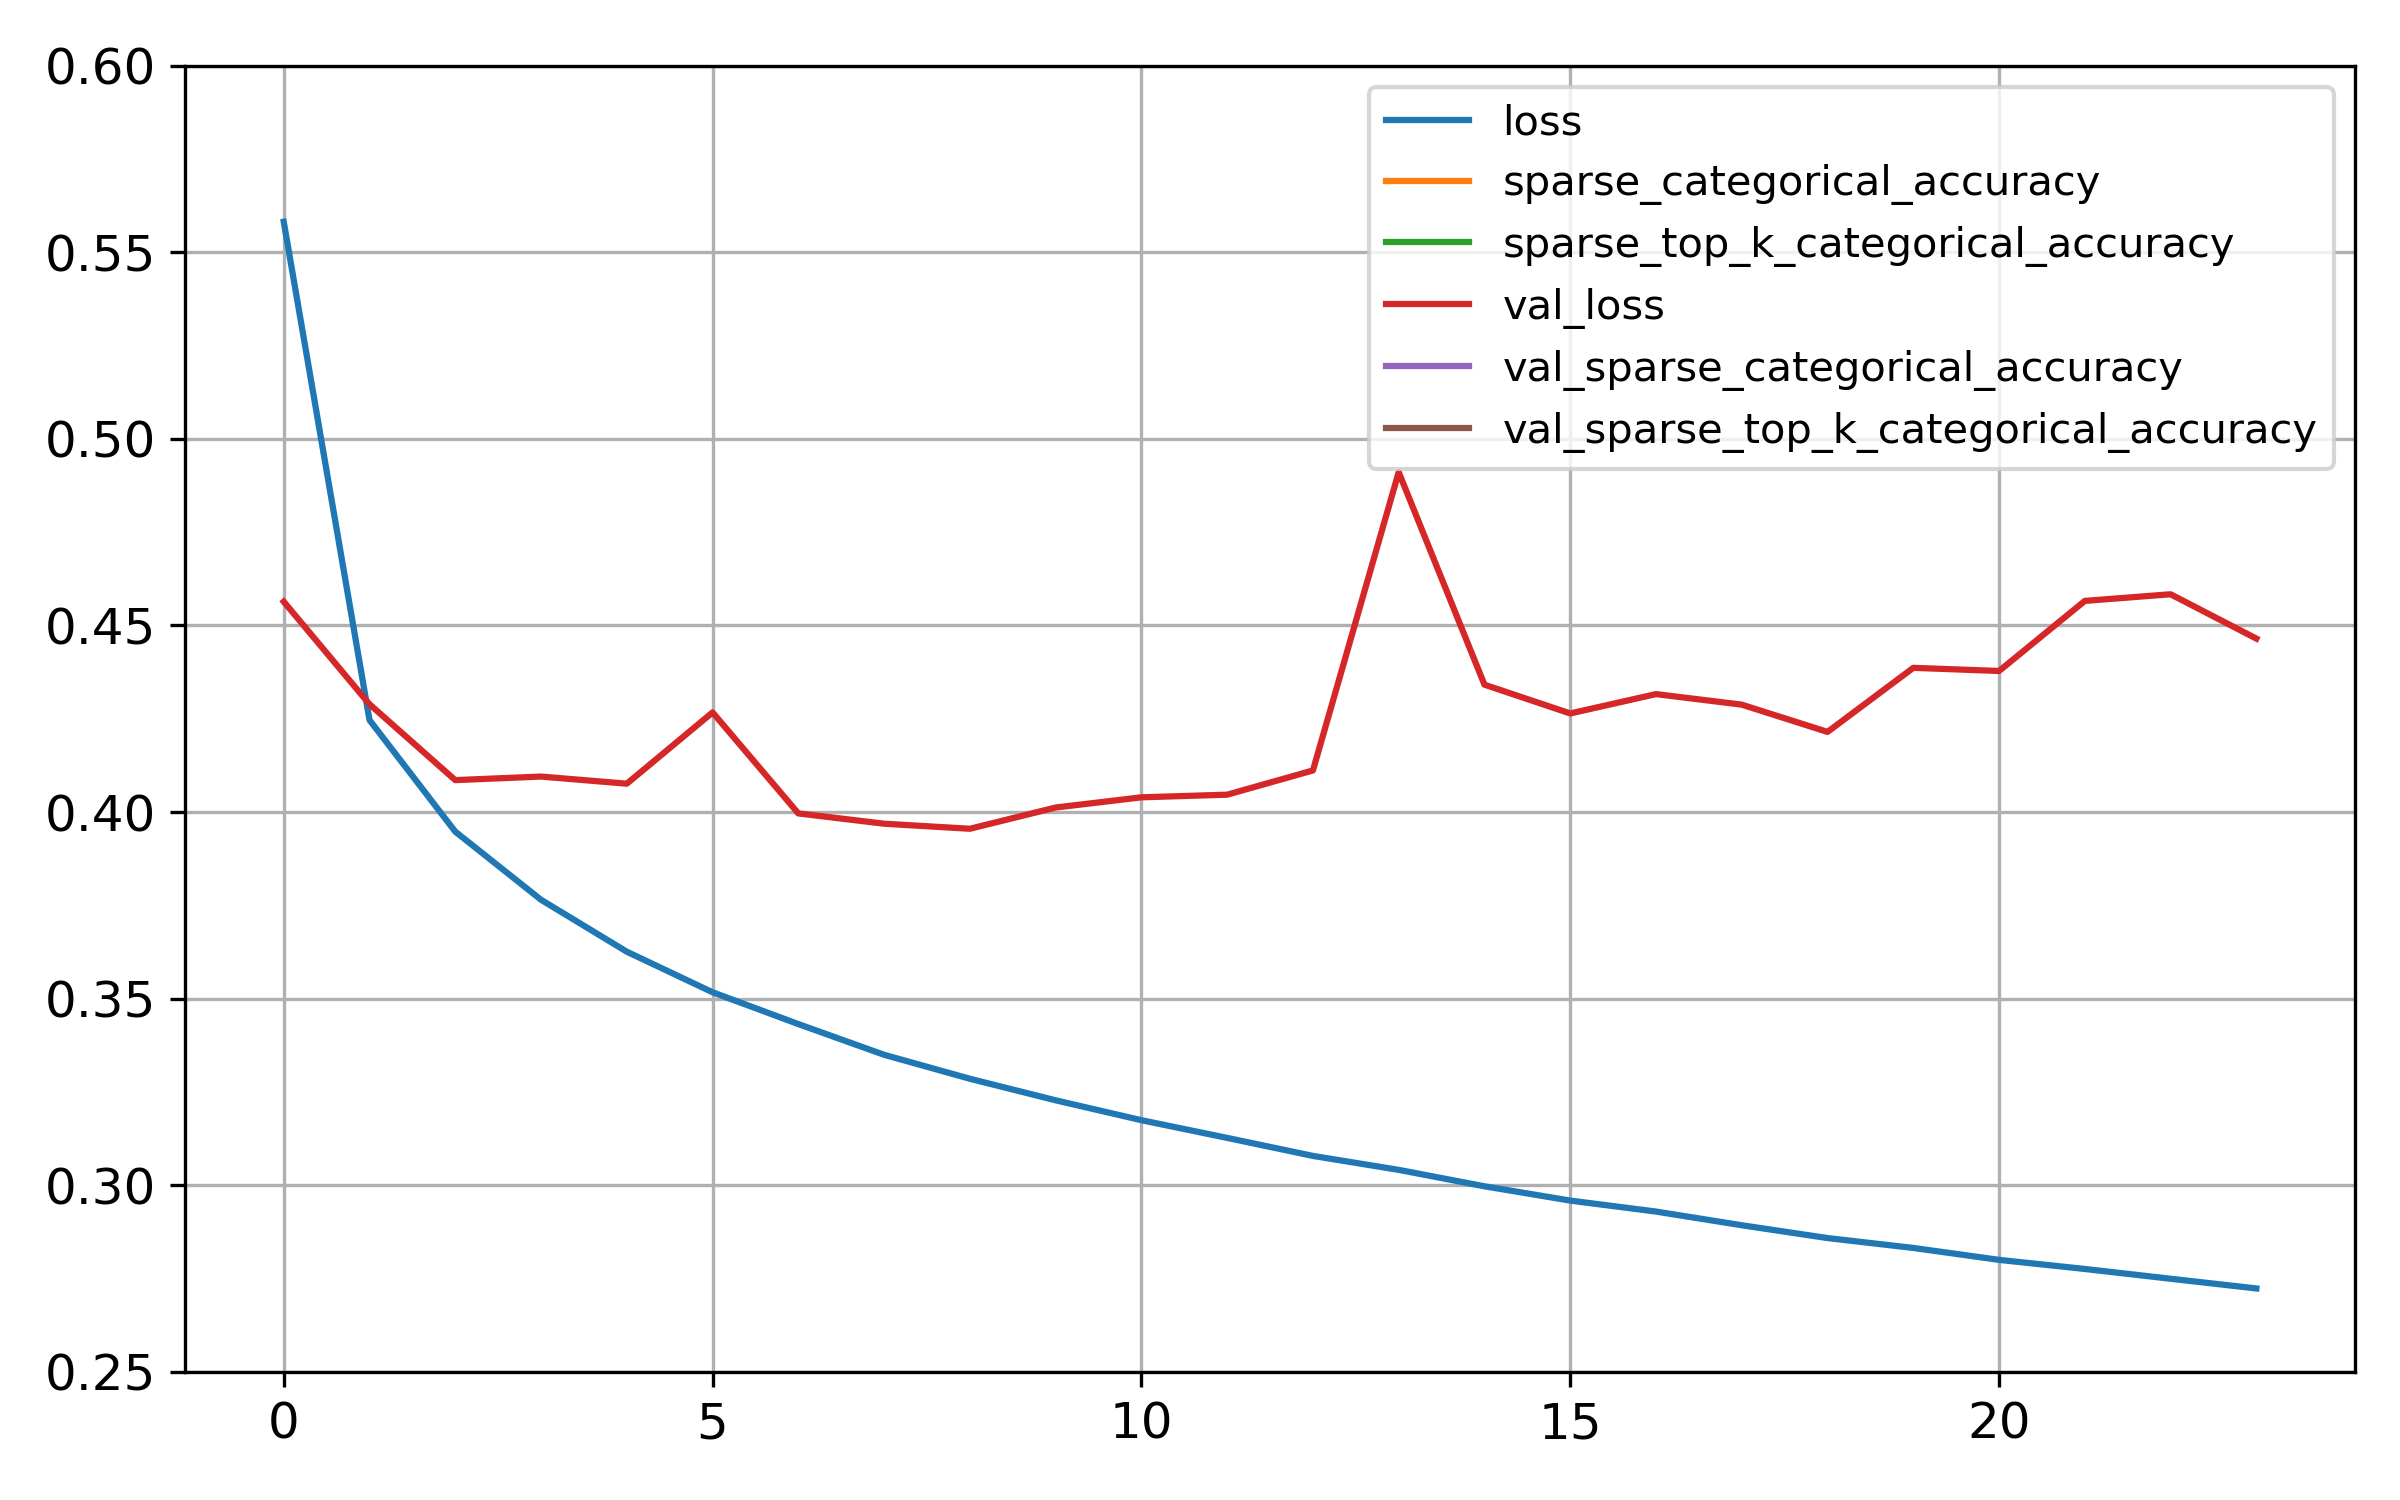 0.60
0.55
0.50
0.45
0.40
0.35
0.30
0.25
0 5 10 15 20
loss
sparse_categorical_accuracy
sparse_top_k_categorical_accuracy
val_loss
val_sparse_categorical_accuracy
val_sparse_top_k_categorical_accuracy